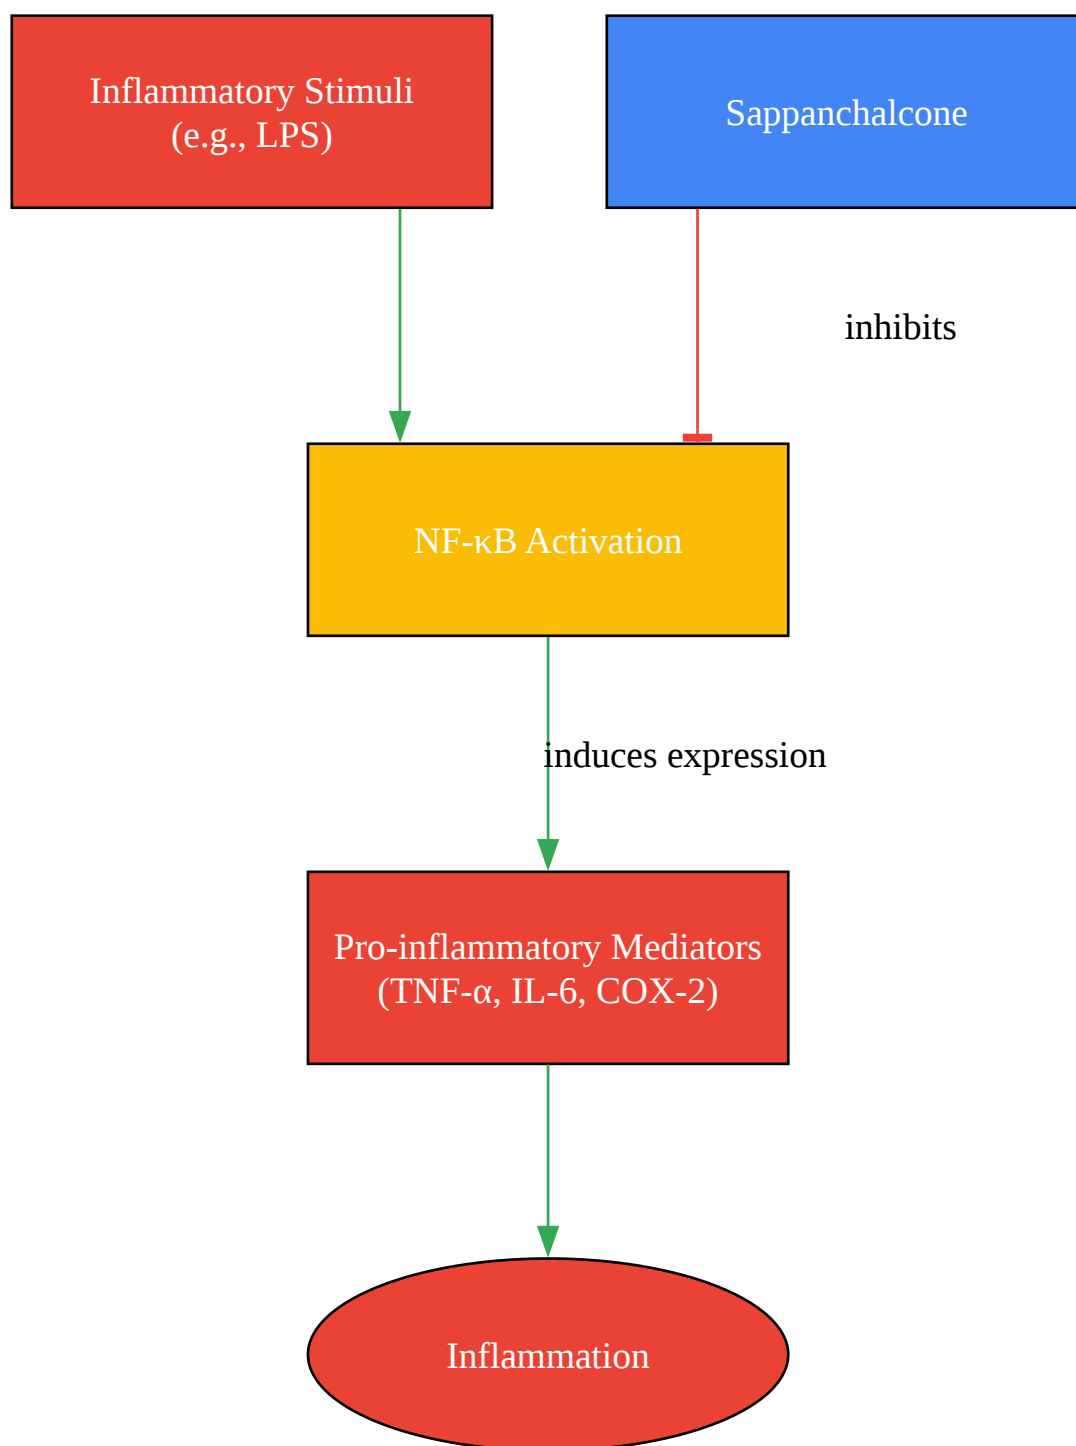 Inflammatory Stimuli
(e.g., LPS)
Sappanchalcone
inhibits
NF-κB Activation
induces expression
Pro-inflammatory Mediators
(TNF-α, IL-6, COX-2)
Inflammation